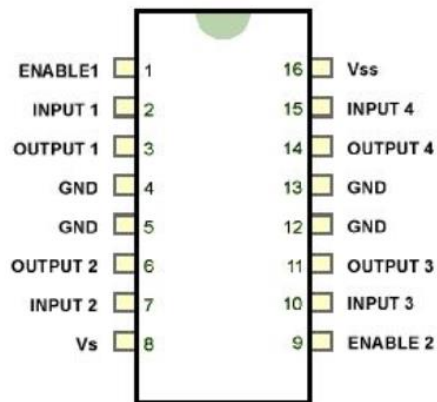 ENABLE1 1 16 Vss
INPUT 1 2 15 INPUT 4
OUTPUT 1 3 14 OUTPUT 4
GND 4 13 GND
GND 5 12 GND
OUTPUT 2 6 11 OUTPUT 3
INPUT 2 7 10 INPUT 3
Vs 8 9 ENABLE 2